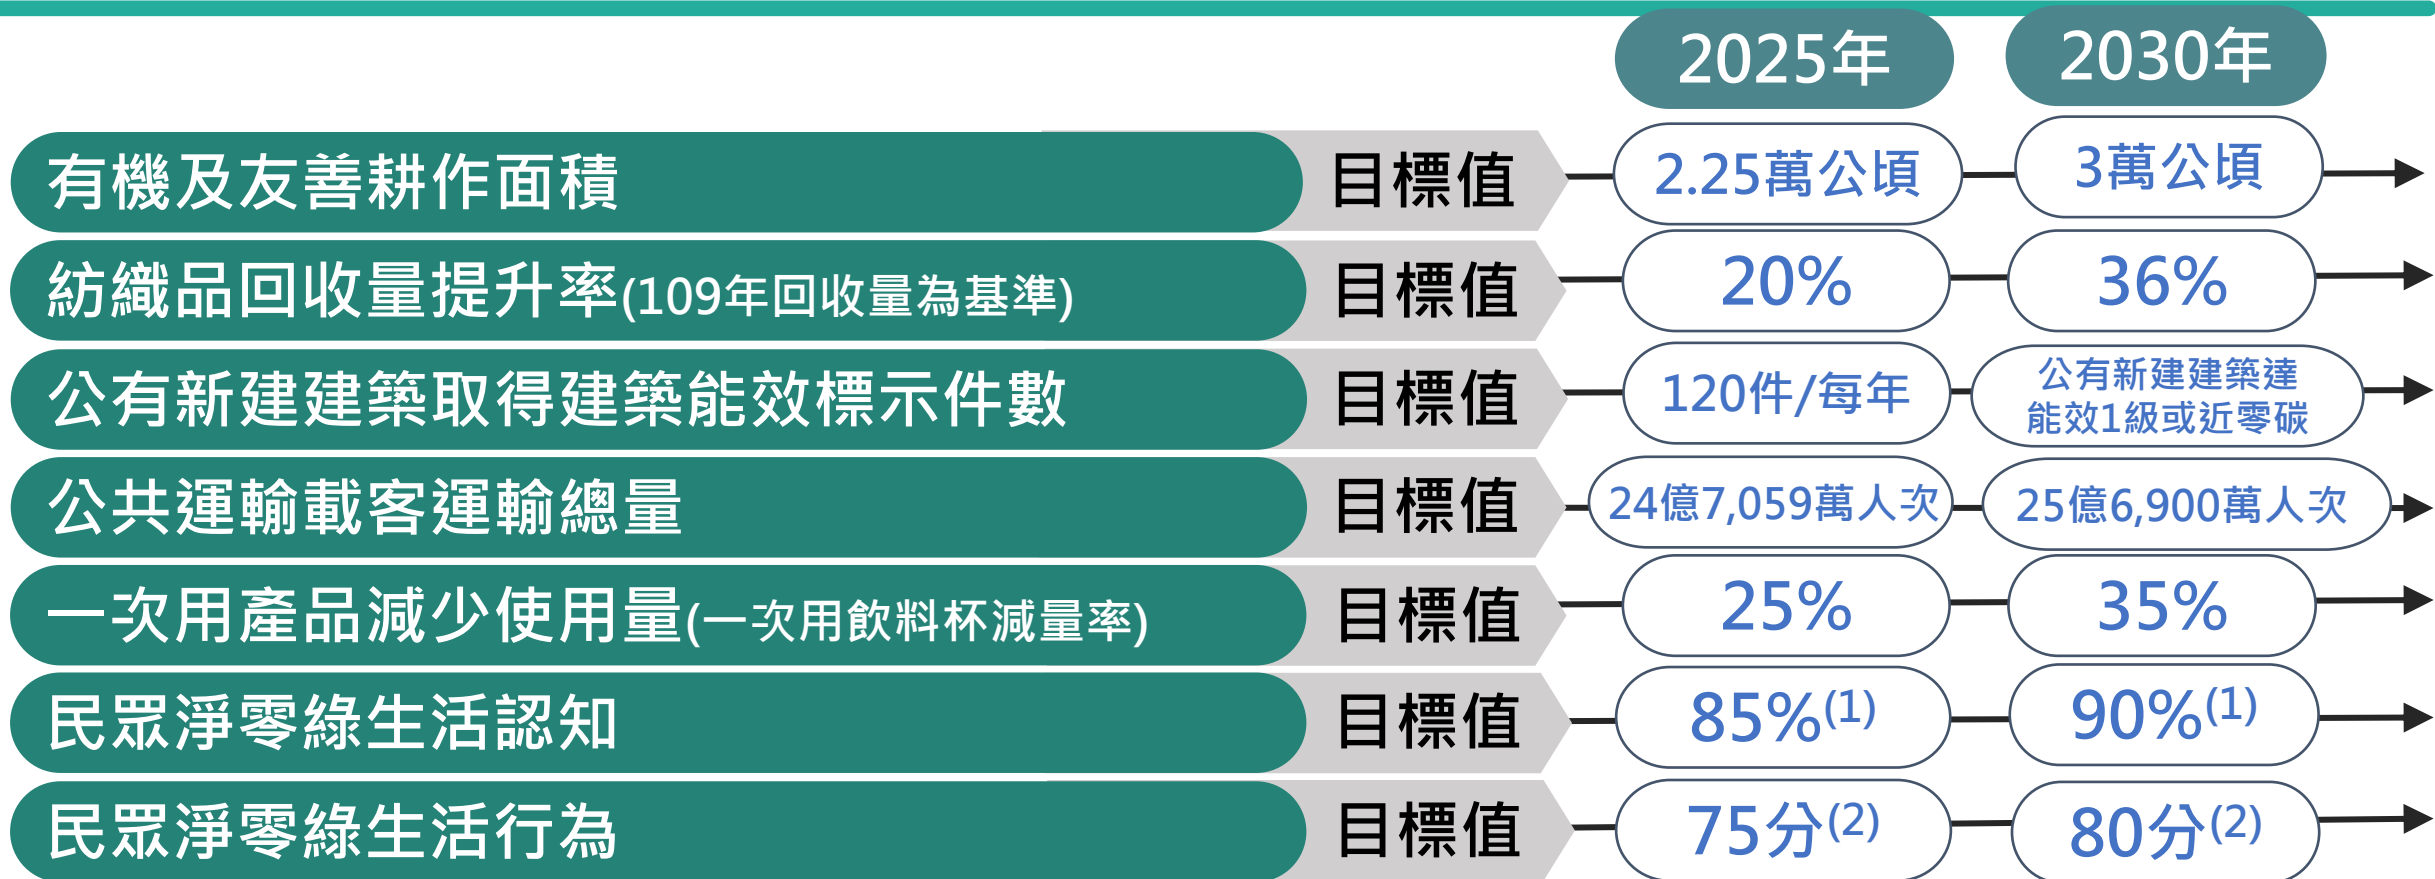 2025年 2030年
有機及友善耕作面積 目標值 2.25萬公頃 3萬公頃
紡織品回收量提升率(109年回收量為基準) 目標值 20% 36%
公有新建建築取得建築能效標示件數 目標值 120件/每年 公有新建建築達
能效1級或近零碳
公共運輸載客運輸總量 目標值 24億7,059萬人次 25億6,900萬人次
一次用產品減少使用量(一次用飲料杯減量率) 目標值 25% 35%
民眾淨零綠生活認知 目標值 85%(1) 90%(1)
民眾淨零綠生活行為 目標值 75分(2) 80分(2)